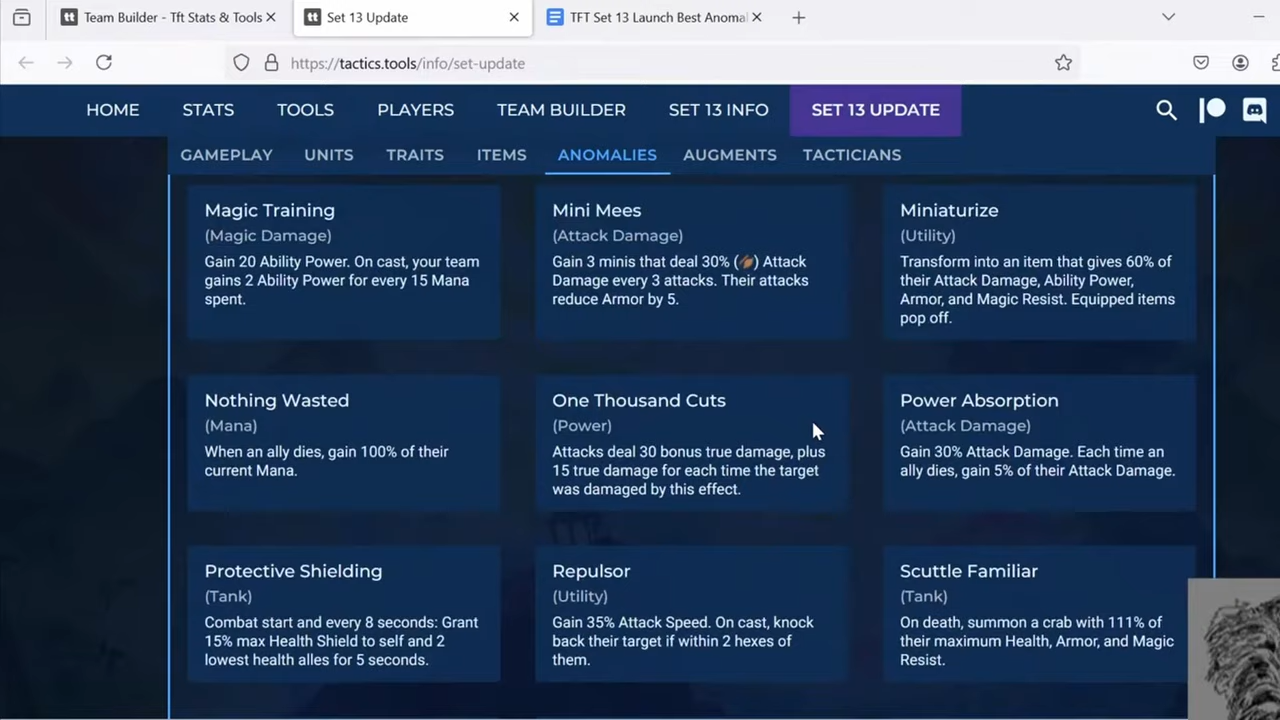 Team Builder - Tft Stats & Tools
Set 13 Update
TFT Set 13 Launch Best Anomal
https://tactics.tools/info/set-update
HOME
STATS
TOOLS
PLAYERS
TEAM BUILDER
SET 13 INFO
SET 13 UPDATE
GAMEPLAY
UNITS
TRAITS
ITEMS
ANOMALIES
AUGMENTS
TACTICIANS
Magic Training
(Magic Damage)
Gain 20 Ability Power. On cast, your team
gains 2 Ability Power for every 15 Mana
spent.
Mini Mees
(Attack Damage)
Gain 3 minis that deal 30% ( ) Attack
Damage every 3 attacks. Their attacks
reduce Armor by 5.
Miniaturize
(Utility)
Transform into an item that gives 60% of
their Attack Damage, Ability Power,
Armor, and Magic Resist. Equipped items
pop off.
Nothing Wasted
(Mana)
When an ally dies, gain 100% of their
current Mana.
One Thousand Cuts
(Power)
Attacks deal 30 bonus true damage, plus
15 true damage for each time the target
was damaged by this effect.
Power Absorption
(Attack Damage)
Gain 30% Attack Damage. Each time an
ally dies, gain 5% of their Attack Damage.
Protective Shielding
(Tank)
Combat start and every 8 seconds: Grant
15% max Health Shield to self and 2
lowest health alles for 5 seconds.
Repulsor
(Utility)
Gain 35% Attack Speed. On cast, knock
back their target if within 2 hexes of
them.
Scuttle Familiar
(Tank)
On death, summon a crab with 111% of
their maximum Health, Armor, and Magic
Resist.